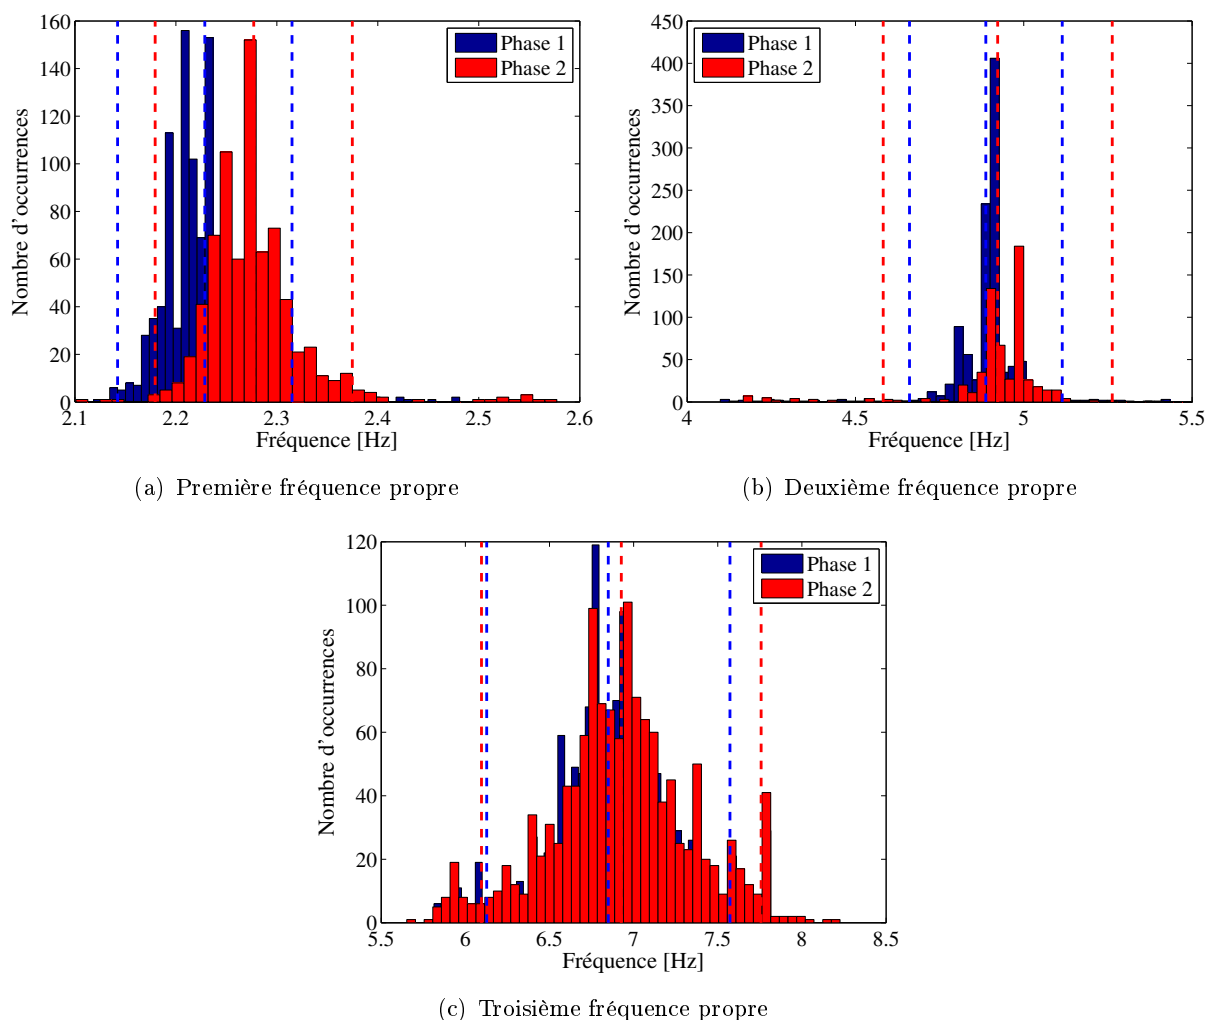 160
140
120
100
80
60
40
20
0
Nombre d'occurrences
2.1
2.2
2.3
2.4
2.5
2.6
Fréquence [Hz]
Phase 1
Phase 2
(a) Première fréquence propre
450
400
350
300
250
200
150
100
50
0
Nombre d'occurrences
4
4.5
5
5.5
Fréquence [Hz]
Phase 1
Phase 2
(b) Deuxième fréquence propre
120
100
80
60
40
20
0
Nombre d'occurrences
5.5
6
6.5
7
7.5
8
8.5
Fréquence [Hz]
Phase 1
Phase 2
(c) Troisième fréquence propre